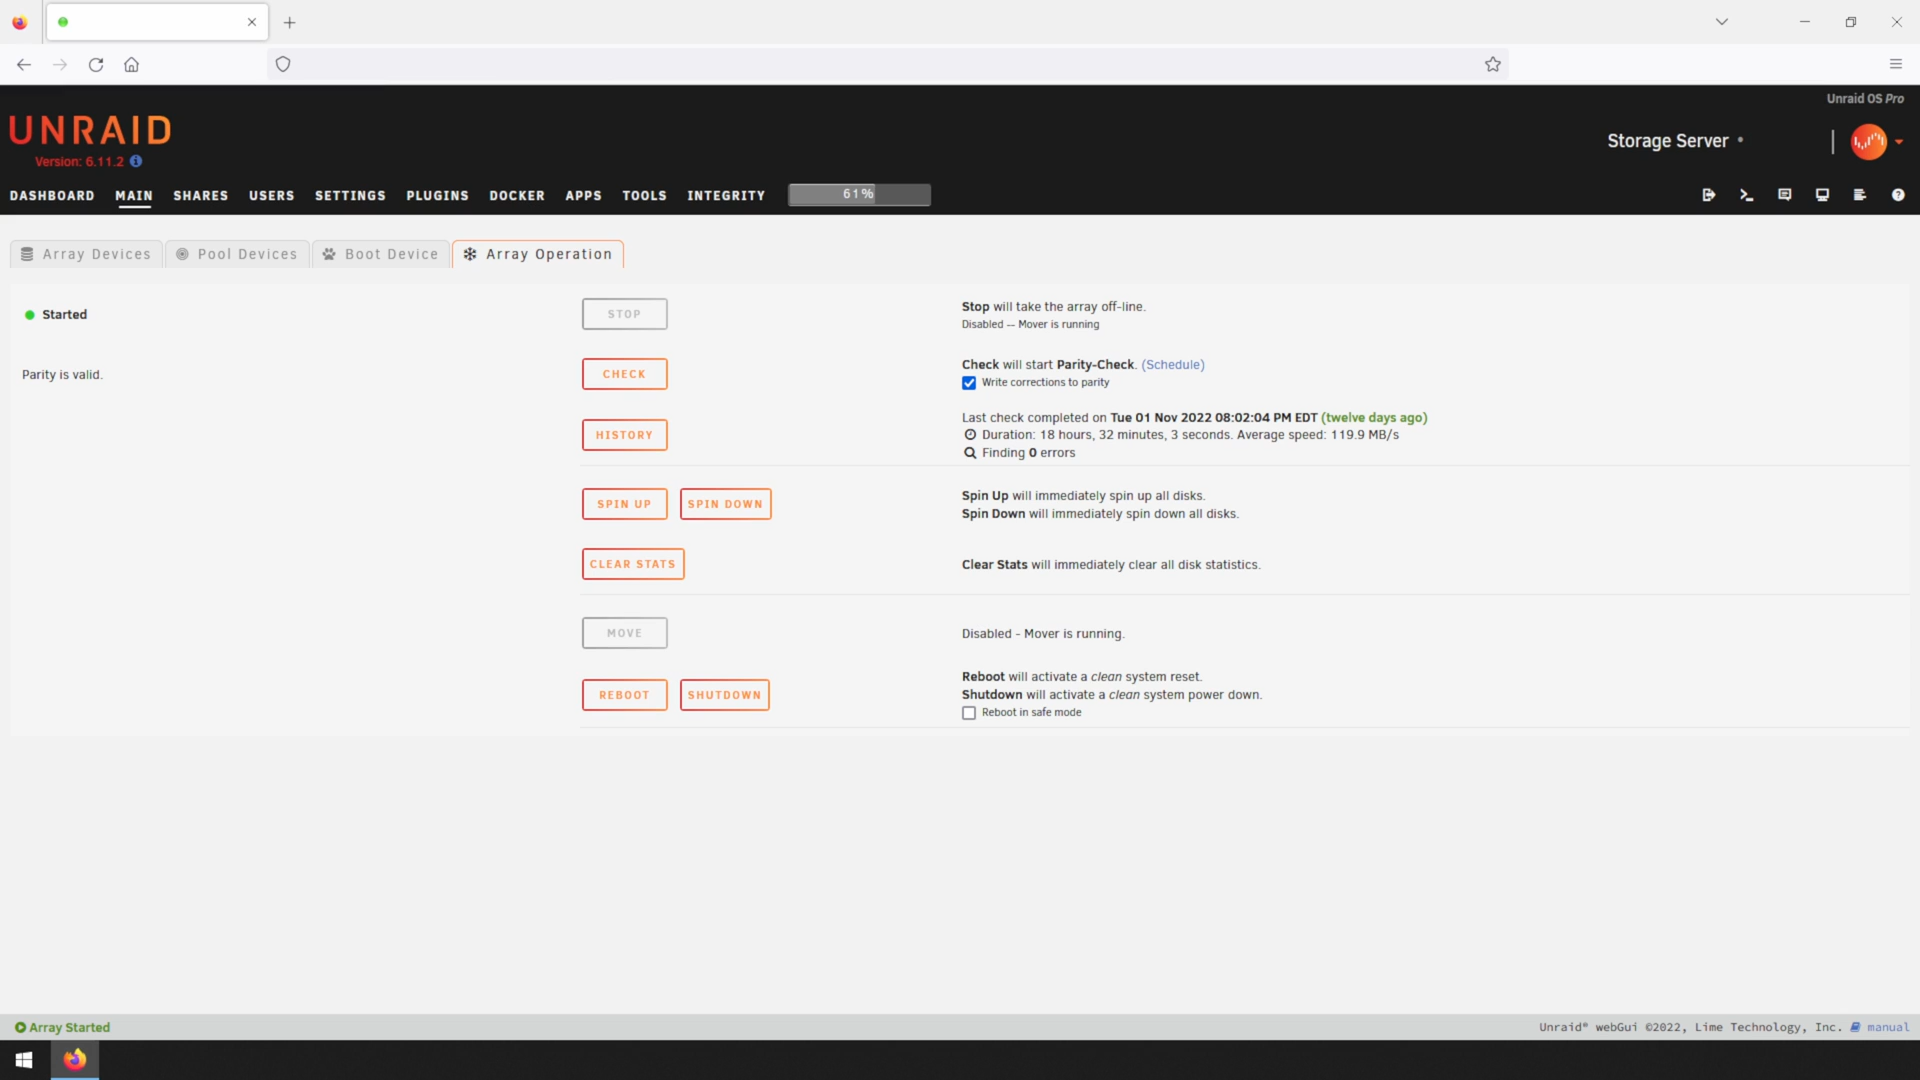 Unraid OS Pro
UNRAID
Version: 6.11.2
Storage Server •
DASHBOARD MAIN SHARES USERS SETTINGS PLUGINS DOCKER APPS TOOLS INTEGRITY 61%
Array Devices Pool Devices Boot Device Array Operation
Started
STOP
Stop will take the array off-line.
Disabled -- Mover is running
Parity is valid.
CHECK
Check will start Parity-Check. (Schedule)
Write corrections to parity
HISTORY
Last check completed on Tue 01 Nov 2022 08:02:04 PM EDT (twelve days ago)
Duration: 18 hours, 32 minutes, 3 seconds. Average speed: 119.9 MB/s
Finding 0 errors
SPIN UP SPIN DOWN
Spin Up will immediately spin up all disks.
Spin Down will immediately spin down all disks.
CLEAR STATS
Clear Stats will immediately clear all disk statistics.
MOVE
Disabled - Mover is running.
REBOOT SHUTDOWN
Reboot will activate a clean system reset.
Shutdown will activate a clean system power down.
Reboot in safe mode
Array Started
Unraid® webGui ©2022, Lime Technology, Inc. manual